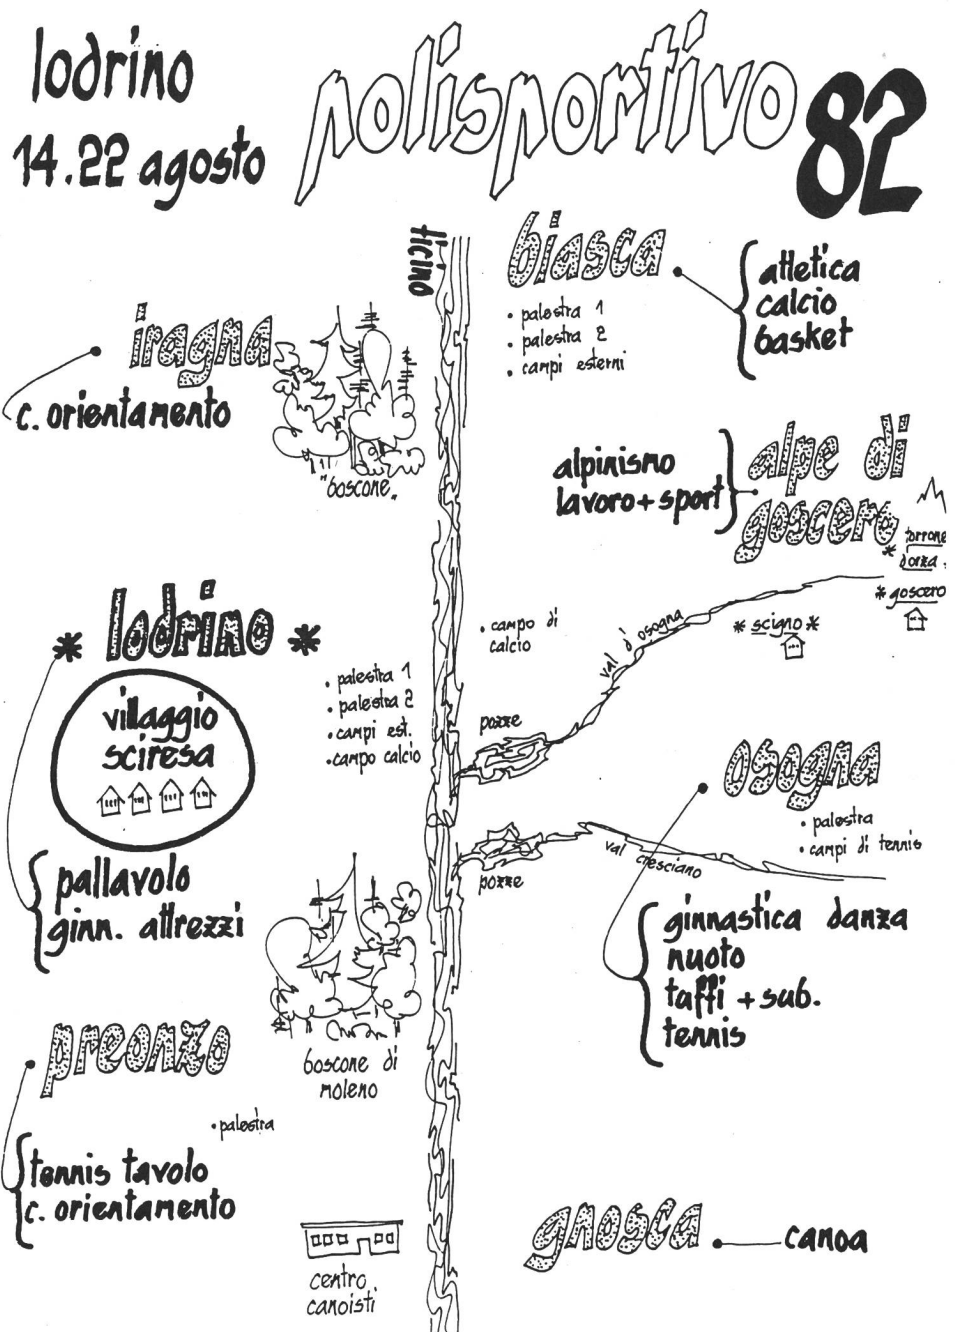 lodrino
14.22 agosto
polisportivo
82
ticino
biasca
• palestra 1
• palestra 2
• campi esterni
atletica
calcio
basket
iragna
c. orientamento
"boscone"
alpinismo
lavoro + sport
alpe di
goscero
torrone
* dorza
* goscero
* scigno *
• campo di
calcio
val d'osogna
* lodrino *
villaggio
sciresa
• palestra 1
• palestra 2
• campi est.
• campo calcio
pozze
osogna
• palestra
• campi di tennis
pozze
val cresciano
pallavolo
ginn. attrezzi
ginnastica danza
nuoto
taffi + sub.
tennis
boscone di
moleno
preonzo
• palestra
tennis tavolo
c. orientamento
centro
canoisti
gnosca
canoa